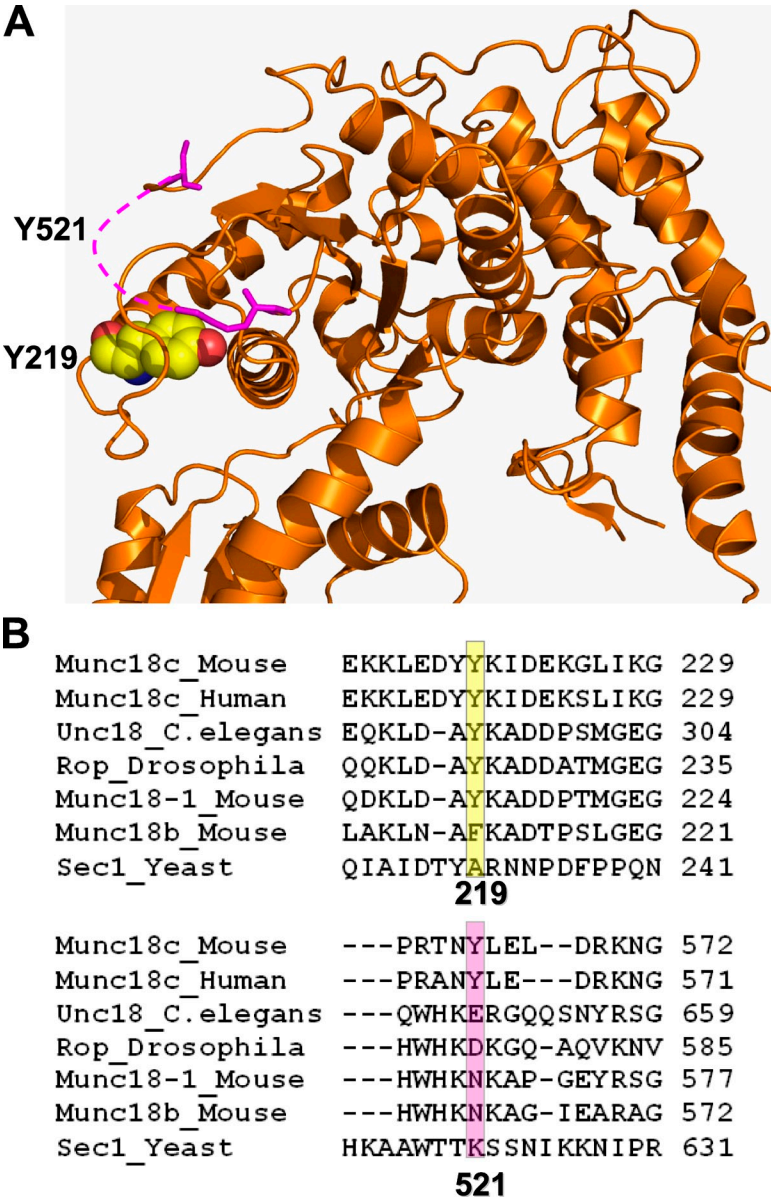 A
Y521
Y219
B
Munc18c_Mouse EKKLEDYYKIDEKGLIKG 229
Munc18c_Human EKKLEDYYKIDEKSLIKG 229
Unc18_C.elegans EQKLD-AYKADDPSMGEG 304
Rop_Drosophila QQKLD-AYKADDATMGEG 235
Munc18-1_Mouse QDKLD-AYKADDPTMGEG 224
Munc18b_Mouse LAKLN-AFKADTPSLGEG 221
Sec1_Yeast QIAIDTYARNNPDFPPQN 241
219
Munc18c_Mouse ---PRTNYLEL--DRKNG 572
Munc18c_Human ---PRANYLE---DRKNG 571
Unc18_C.elegans ---QWHKERGQQSNYRSG 659
Rop_Drosophila ---HWHKDKGQ-AQVKNV 585
Munc18-1_Mouse ---HWHKNKAP-GEYRSG 577
Munc18b_Mouse ---HWHKNKAG-IEARAG 572
Sec1_Yeast HKAAWTTKSSNIKKNIPR 631
521